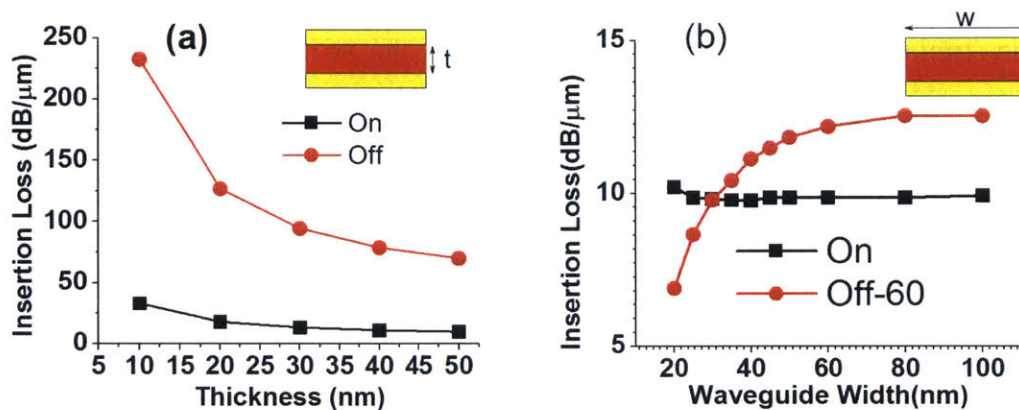 (a)
t
On
Off
Insertion Loss (dB/μm)
250
200
150
100
50
0
5 10 15 20 25 30 35 40 45 50
Thickness (nm)
(b)
W
On
Off-60
Insertion Loss(dB/μm)
15
10
5
20 40 60 80 100
Waveguide Width(nm)